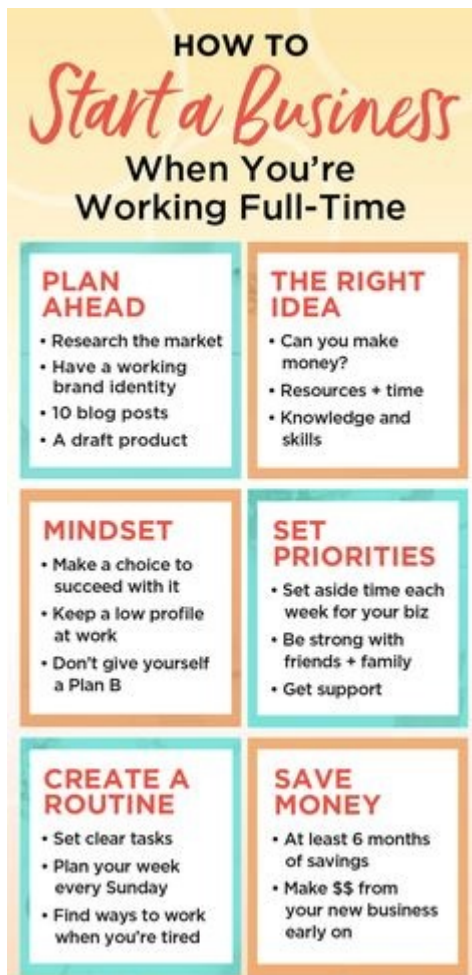 HOW TO
Start a Business
When You're
Working Full-Time
PLAN
AHEAD
• Research the market
• Have a working
brand identity
• 10 blog posts
• A draft product
THE RIGHT
IDEA
• Can you make
money?
• Resources + time
• Knowledge and
skills
MINDSET
• Make a choice to
succeed with it
• Keep a low profile
at work
• Don't give yourself
a Plan B
SET
PRIORITIES
• Set aside time each
week for your biz
• Be strong with
friends + family
• Get support
CREATE A
ROUTINE
• Set clear tasks
• Plan your week
every Sunday
• Find ways to work
when you're tired
SAVE
MONEY
• At least 6 months
of savings
• Make $$ from
your new business
early on